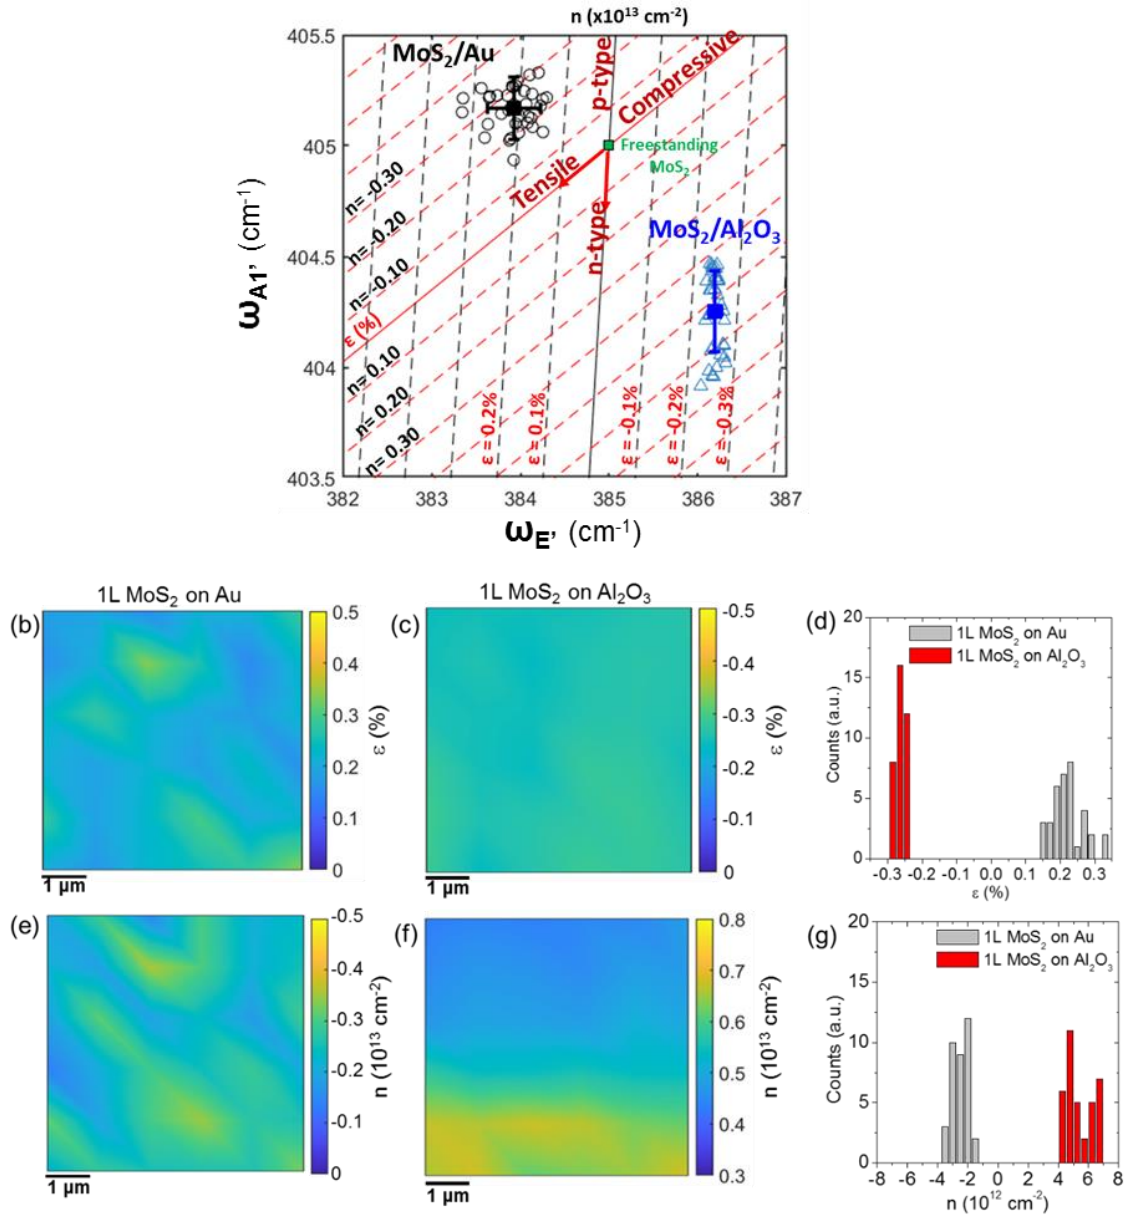 n (x10¹³ cm⁻²)
405.5
405
404.5
404
403.5
ωA1' (cm⁻¹)
MoS₂/Au
p-type
Compressive
Freestanding
MoS₂
Tensile
n-type
MoS₂/Al₂O₃
n= -0.30
n= -0.20
n= -0.10
ε (%)
n= 0.10
n= 0.20
n= 0.30
ε = 0.2%
ε = 0.1%
ε = -0.1%
ε = -0.2%
ε = -0.3%
382 383 384 385 386 387
ωE' (cm⁻¹)
(b)
1L MoS₂ on Au
0.5
0.4
0.3
0.2
0.1
0
ε (%)
1 µm
(c)
1L MoS₂ on Al₂O₃
-0.5
-0.4
-0.3
-0.2
-0.1
0
ε (%)
1 µm
(d)
1L MoS₂ on Au
1L MoS₂ on Al₂O₃
20
15
10
5
0
Counts (a.u.)
-0.3 -0.2 -0.1 0.0 0.1 0.2 0.3
ε (%)
(e)
-0.5
-0.4
-0.3
-0.2
-0.1
0
n (10¹³ cm⁻²)
1 µm
(f)
0.8
0.7
0.6
0.5
0.4
0.3
n (10¹³ cm⁻²)
1 µm
(g)
1L MoS₂ on Au
1L MoS₂ on Al₂O₃
20
15
10
5
0
Counts (a.u.)
-8 -6 -4 -2 0 2 4 6 8
n (10¹² cm⁻²)